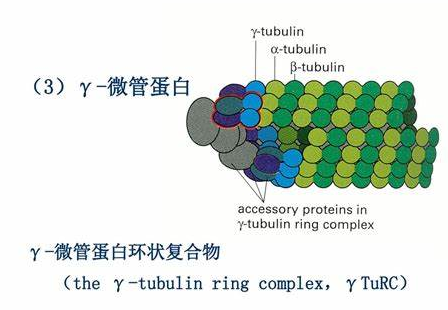 γ-tubulin
α-tubulin
β-tubulin
(3) γ-微管蛋白
accessory proteins in
γ-tubulin ring complex
γ-微管蛋白环状复合物
(the γ-tubulin ring complex, γTuRC)